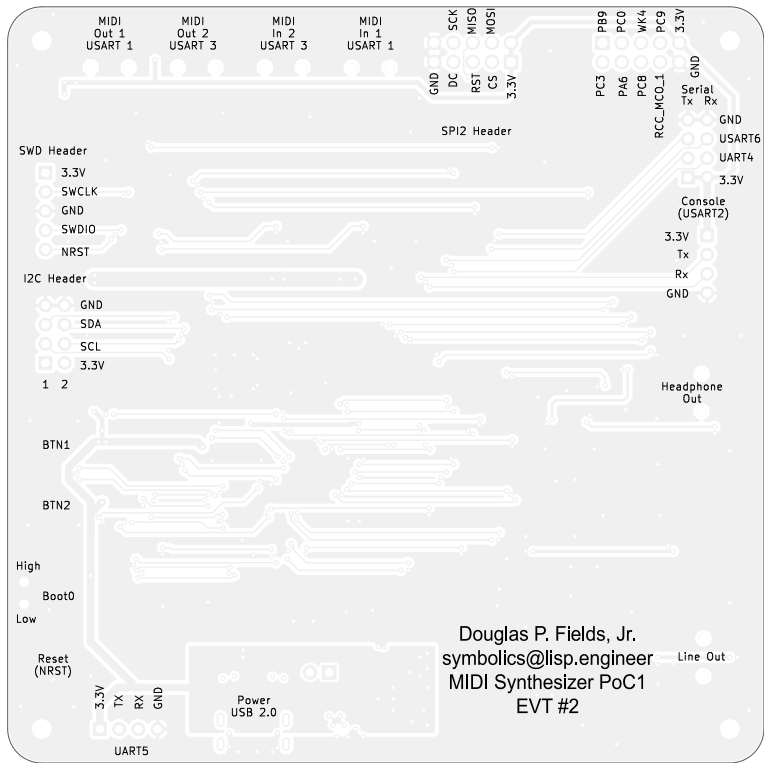 MIDI
Out 1
USART 1
MIDI
Out 2
USART 3
MIDI
In 2
USART 3
MIDI
In 1
USART 1
SCK
MISO
MOSI
GND
DC
RST
CS
3.3V
SPI2 Header
PB9
PC0
WK4
PC9
3.3V
PC3
PA6
PC8
RCC_MCO_1
GND
Serial
Tx Rx
GND
USART6
UART4
3.3V
SWD Header
3.3V
SWCLK
GND
SWDIO
NRST
Console
(USART2)
3.3V
Tx
Rx
GND
I2C Header
GND
SDA
SCL
3.3V
1 2
Headphone
Out
BTN1
BTN2
High
Boot0
Low
Reset
(NRST)
3.3V
TX
RX
GND
UART5
Power
USB 2.0
Douglas P. Fields, Jr.
symbolics@lisp.engineer
MIDI Synthesizer PoC1
EVT #2
Line Out